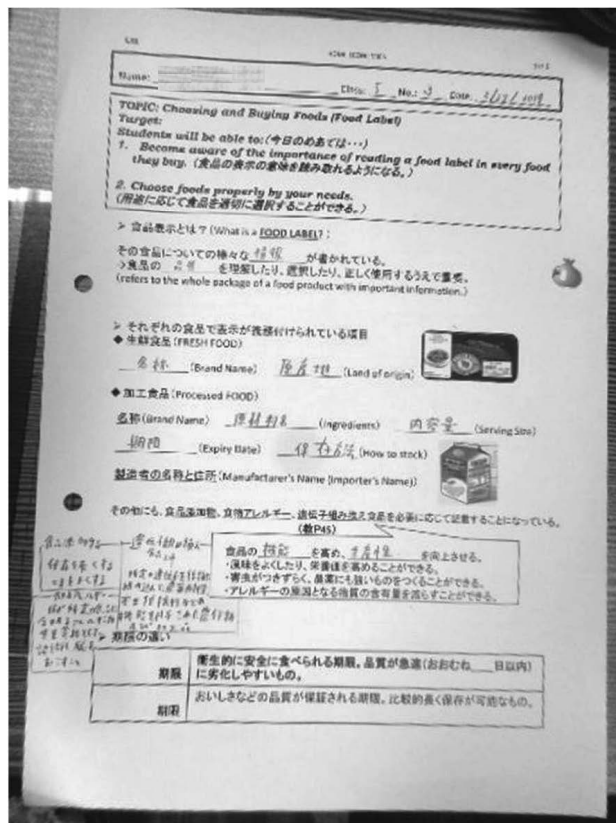 Name:
Class: No.: Date:
TOPIC: Choosing and Buying Foods (Food Label)
Target:
Students will be able to:(今日のめあては・・・)
1. Become aware of the importance of reading a food label in every food
they buy. (食品の表示の意味を読み取れるようになる。)
2. Choose foods properly by your needs.
(用途に応じて食品を適切に選択することができる。)
➢ 食品表示とは？(What is a FOOD LABEL?:
その食品についての様々な 情報 が書かれている。
→食品の 品質 を理解したり、選択したり、正しく使用するうえで重要。
(refers to the whole package of a food product with important information.)
➢ それぞれの食品で表示が義務付けられている項目
◆ 生鮮食品(FRESH FOOD)
名称 (Brand Name) 原産地 (Land of origin)
◆加工食品(Processed FOOD)
名称(Brand Name) 原材料名 (Ingredients) 内容量 (Serving Size)
期限 (Expiry Date) 保存方法 (How to stock)
製造者の名称と住所(Manufacturer's Name (Importer's Name))
その他にも、食品添加物、食物アレルギー、遺伝子組み換え食品を必要に応じて記載することになっている。
(教P45)
食品の 機能 を高め、生産性 を向上させる。
・風味をよくしたり、栄養価を高めることができる。
・害虫がつきずらく、農薬にも強いものをつくることができる。
・アレルギーの原因となる物質の含有量を減らすことができる。
➢ 期限の違い
期限 衛生的に安全に食べられる期限。品質が急速(おおむね____日以内)
に劣化しやすいもの。
期限 おいしさなどの品質が保証される期限。比較的長く保存が可能なもの。